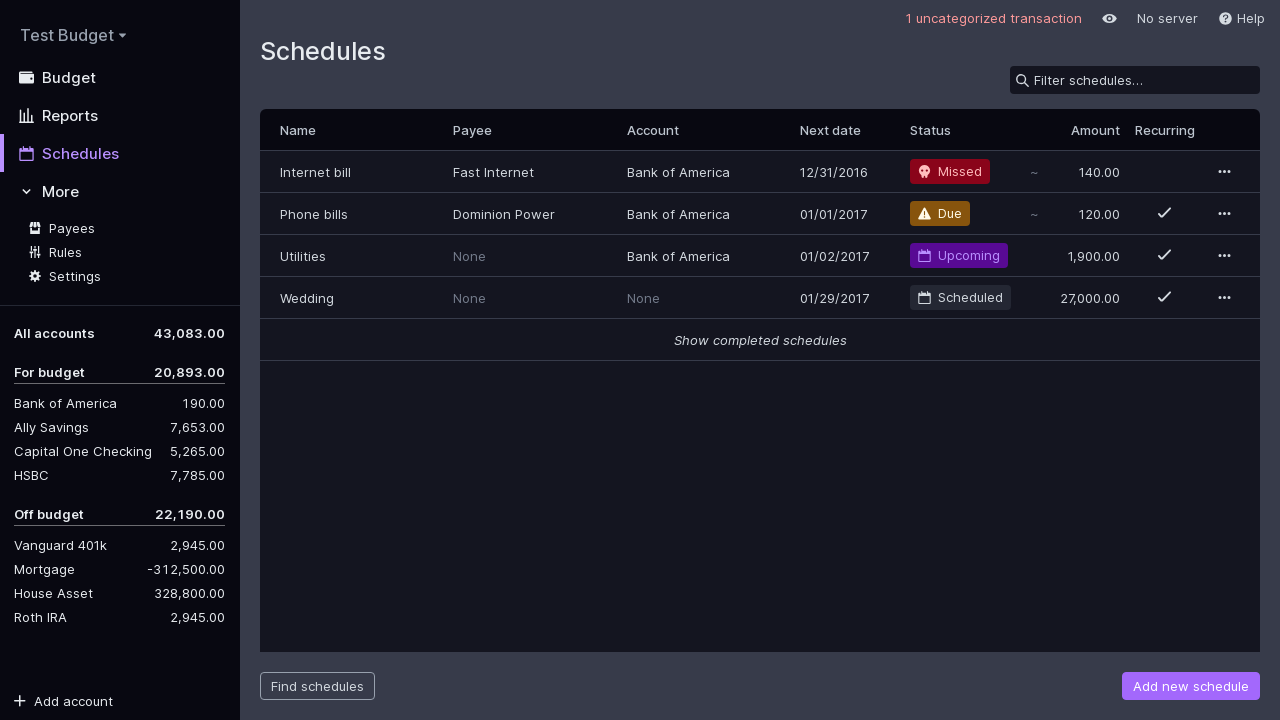 Test Budget
Budget
Reports
Schedules
More
Payees
Rules
Settings
All accounts 43,083.00
For budget 20,893.00
Bank of America 190.00
Ally Savings 7,653.00
Capital One Checking 5,265.00
HSBC 7,785.00
Off budget 22,190.00
Vanguard 401k 2,945.00
Mortgage -312,500.00
House Asset 328,800.00
Roth IRA 2,945.00
Add account
1 uncategorized transaction No server Help
Schedules
Filter schedules…
Name Payee Account Next date Status Amount Recurring
Internet bill Fast Internet Bank of America 12/31/2016 Missed ~ 140.00
Phone bills Dominion Power Bank of America 01/01/2017 Due ~ 120.00
Utilities None Bank of America 01/02/2017 Upcoming 1,900.00
Wedding None None 01/29/2017 Scheduled 27,000.00
Show completed schedules
Find schedules Add new schedule